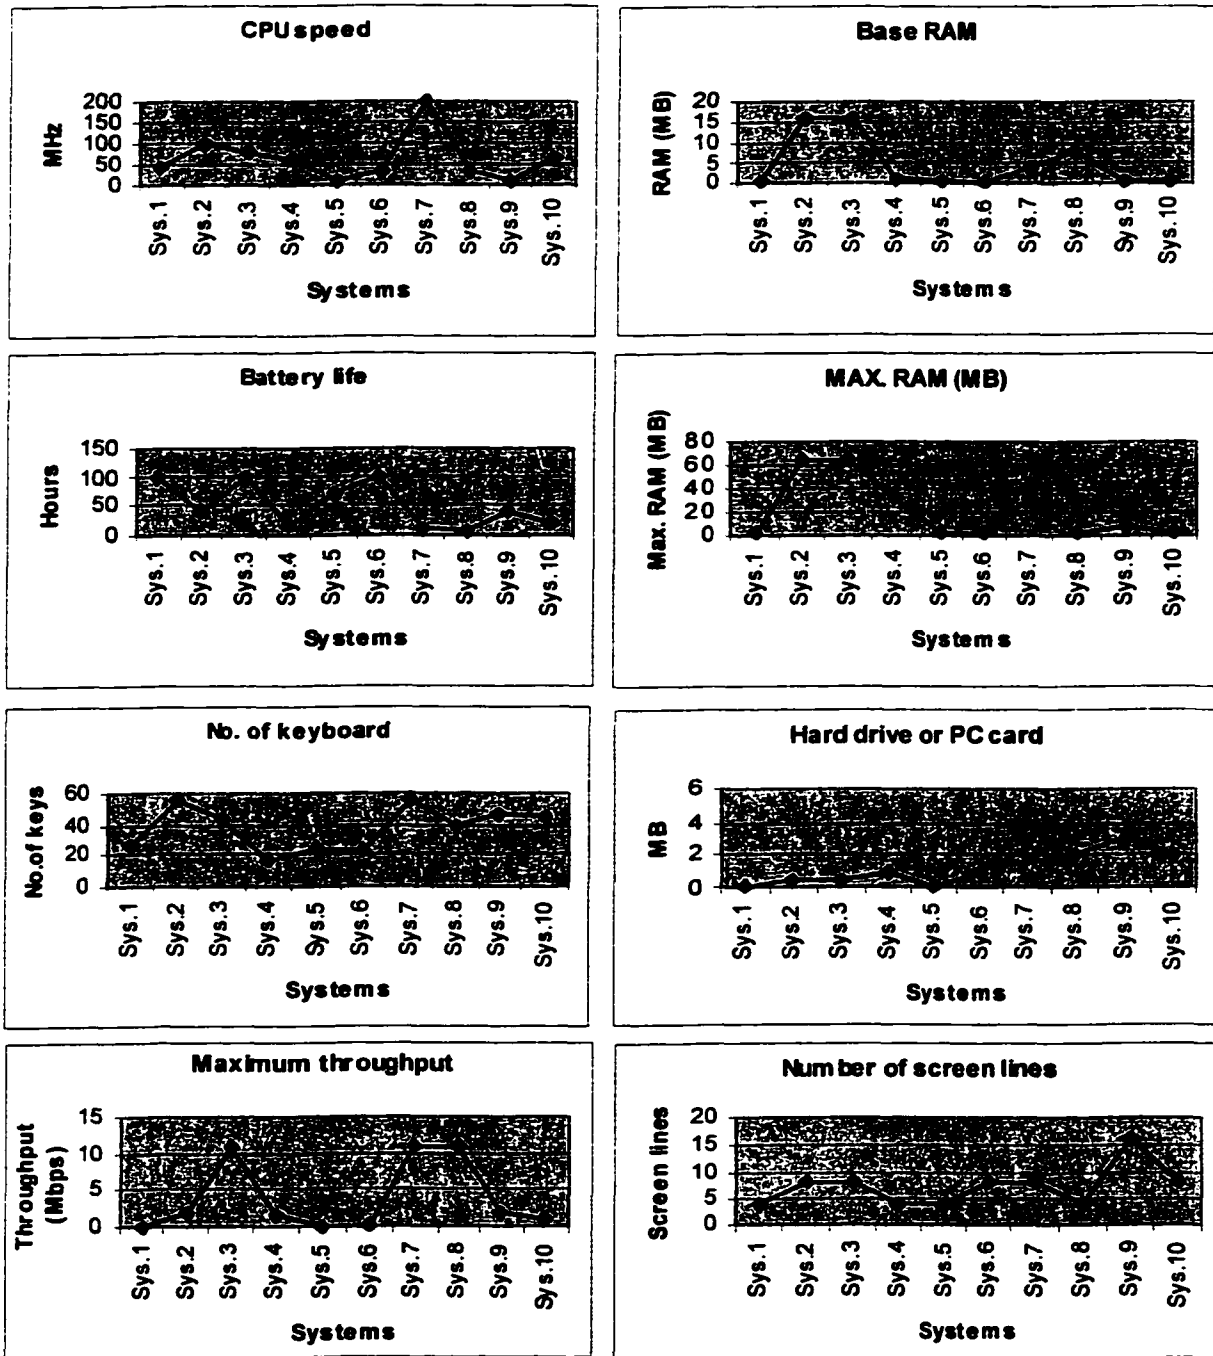 CPU speed
MHz
200
150
100
50
0
Sys.1
Sys.2
Sys.3
Sys.4
Sys.5
Sys.6
Sys.7
Sys.8
Sys.9
Sys.10
Systems
Base RAM
RAM (MB)
20
15
10
5
0
Sys.1
Sys.2
Sys.3
Sys.4
Sys.5
Sys.6
Sys.7
Sys.8
Sys.9
Sys.10
Systems
Battery life
Hours
150
100
50
0
Sys.1
Sys.2
Sys.3
Sys.4
Sys.5
Sys.6
Sys.7
Sys.8
Sys.9
Sys.10
Systems
MAX. RAM (MB)
Max. RAM (MB)
80
60
40
20
0
Sys.1
Sys.2
Sys.3
Sys.4
Sys.5
Sys.6
Sys.7
Sys.8
Sys.9
Sys.10
Systems
No. of keyboard
No.of keys
60
40
20
0
Sys.1
Sys.2
Sys.3
Sys.4
Sys.5
Sys.6
Sys.7
Sys.8
Sys.9
Sys.10
Systems
Hard drive or PC card
MB
6
4
2
0
Sys.1
Sys.2
Sys.3
Sys.4
Sys.5
Sys.6
Sys.7
Sys.8
Sys.9
Sys.10
Systems
Maximum throughput
Throughput
(Mbps)
15
10
5
0
Sys.1
Sys.2
Sys.3
Sys.4
Sys.5
Sys.6
Sys.7
Sys.8
Sys.9
Sys.10
Systems
Number of screen lines
Screen lines
20
15
10
5
0
Sys.1
Sys.2
Sys.3
Sys.4
Sys.5
Sys.6
Sys.7
Sys.8
Sys.9
Sys.10
Systems